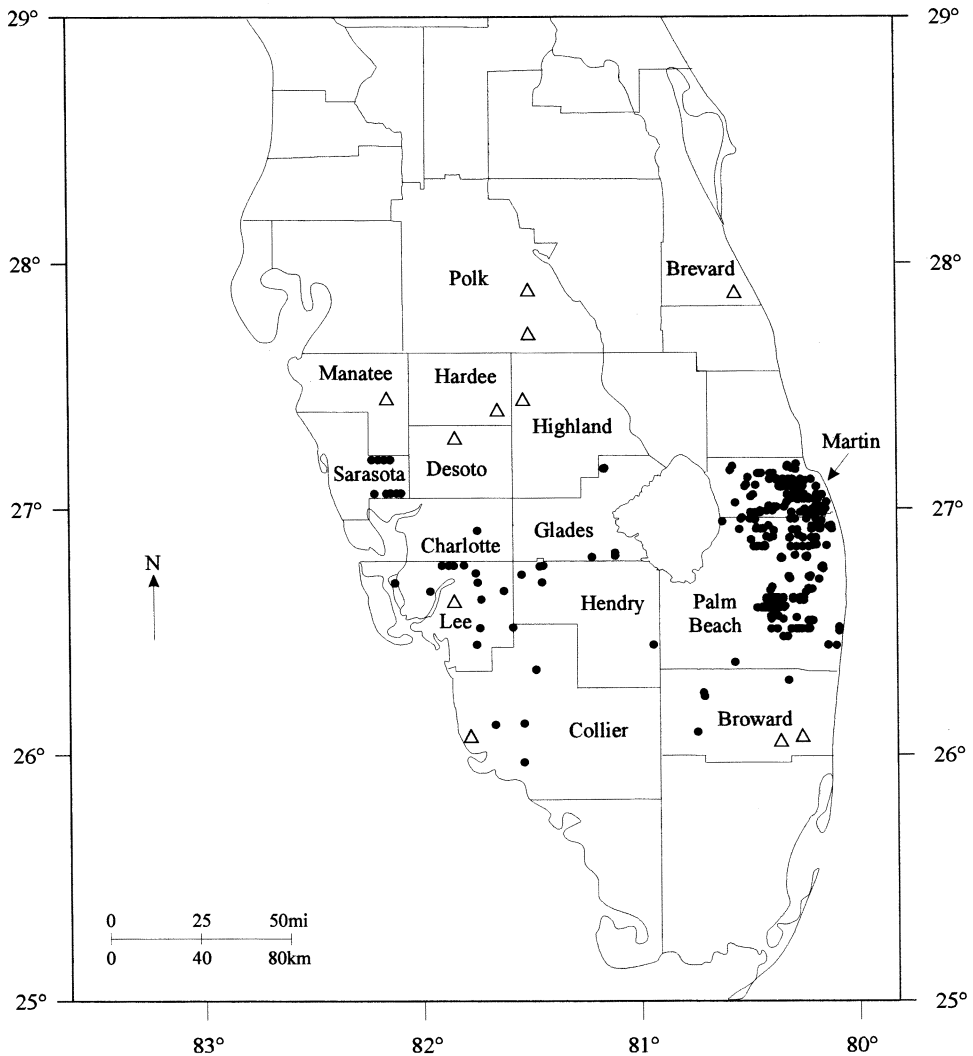 29°
29°
28°
28°
Polk
Brevard
Manatee
Hardee
Highland
Martin
Sarasota
Desoto
27°
27°
Charlotte
Glades
N
Lee
Hendry
Palm
Beach
26°
26°
Collier
Broward
0 25 50mi
0 40 80km
25°
25°
83° 82° 81° 80°